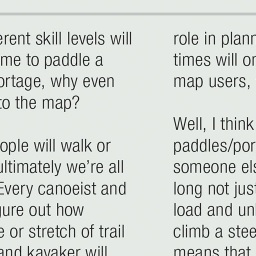 erent skill levels will
me to paddle a
ortage, why even
to the map?
ople will walk or
ultimately we're all
Every canoeist and
gure out how
e or stretch of trail
and kayaker will
role in plann
times will or
map users,
Well, I think
paddles/por
someone els
long not just
load and un
climb a stee
means that